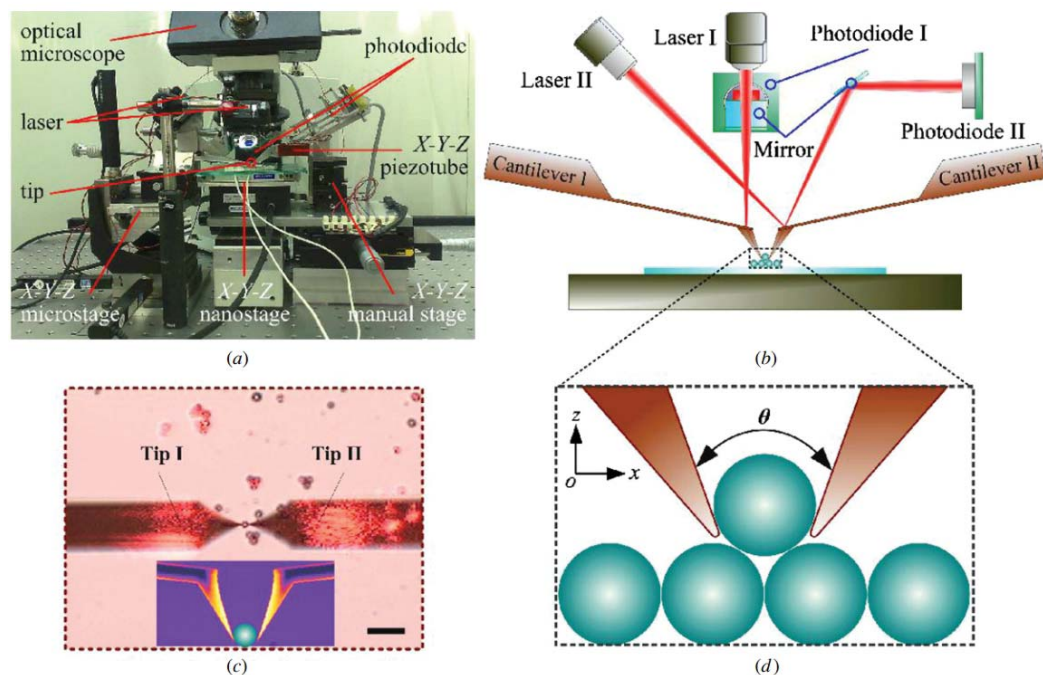 optical
microscope
photodiodc
laser
X-Y-Z
piezotube
tip
X-Y-Z
microstage
X-Y-Z
nanostage
X-Y-Z
manual stage
(a)
Laser I
Photodiode I
Laser II
Photodiode II
Mirror
Cantilever I
Cantilever II
(b)
Tip I
Tip II
(c)
z
θ
o
x
(d)